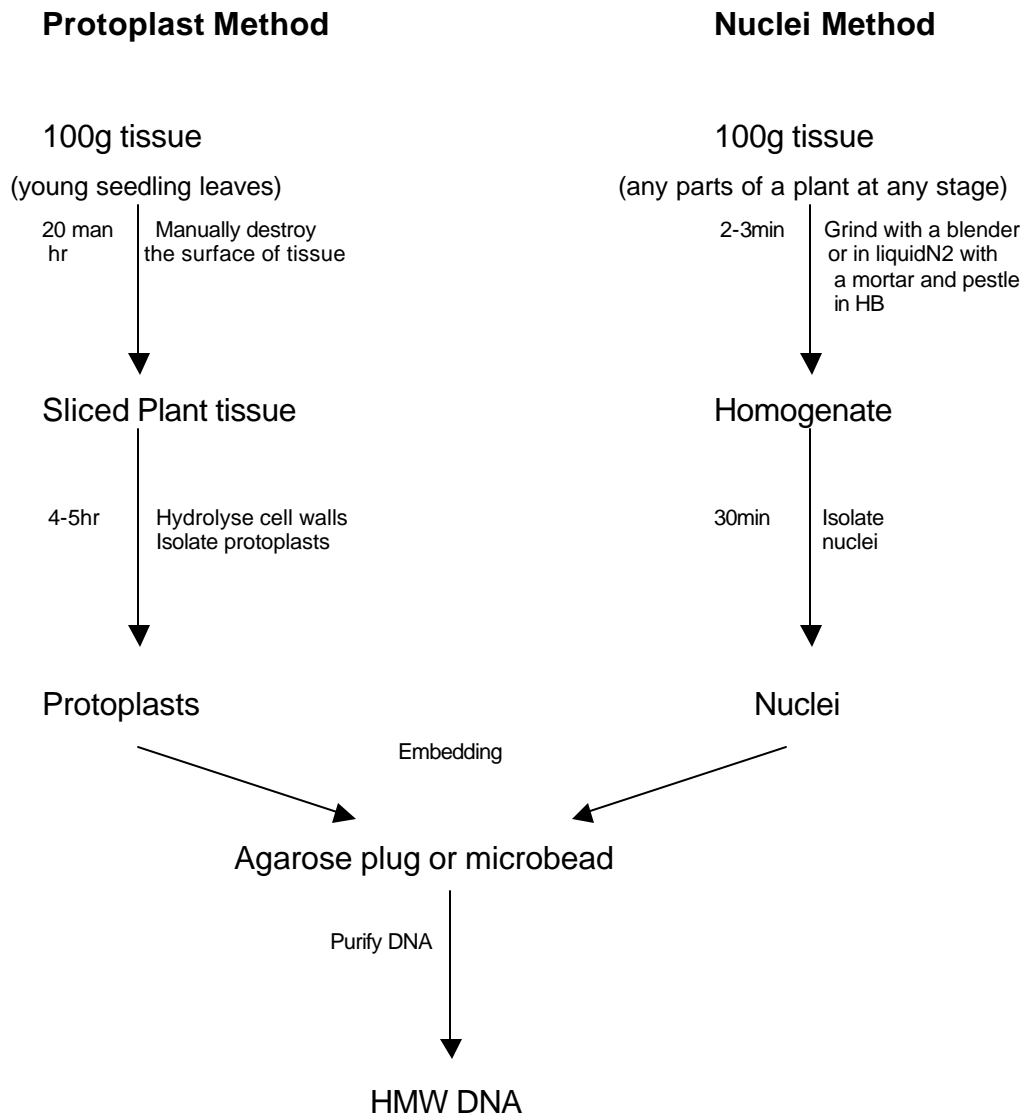 Protoplast Method
Nuclei Method
100g tissue
(young seedling leaves)
100g tissue
(any parts of a plant at any stage)
20 man
hr
Manually destroy
the surface of tissue
2-3min
Grind with a blender
or in liquidN2 with
a mortar and pestle
in HB
Sliced Plant tissue
Homogenate
4-5hr
Hydrolyse cell walls
Isolate protoplasts
30min
Isolate
nuclei
Protoplasts
Nuclei
Embedding
Agarose plug or microbead
Purify DNA
HMW DNA